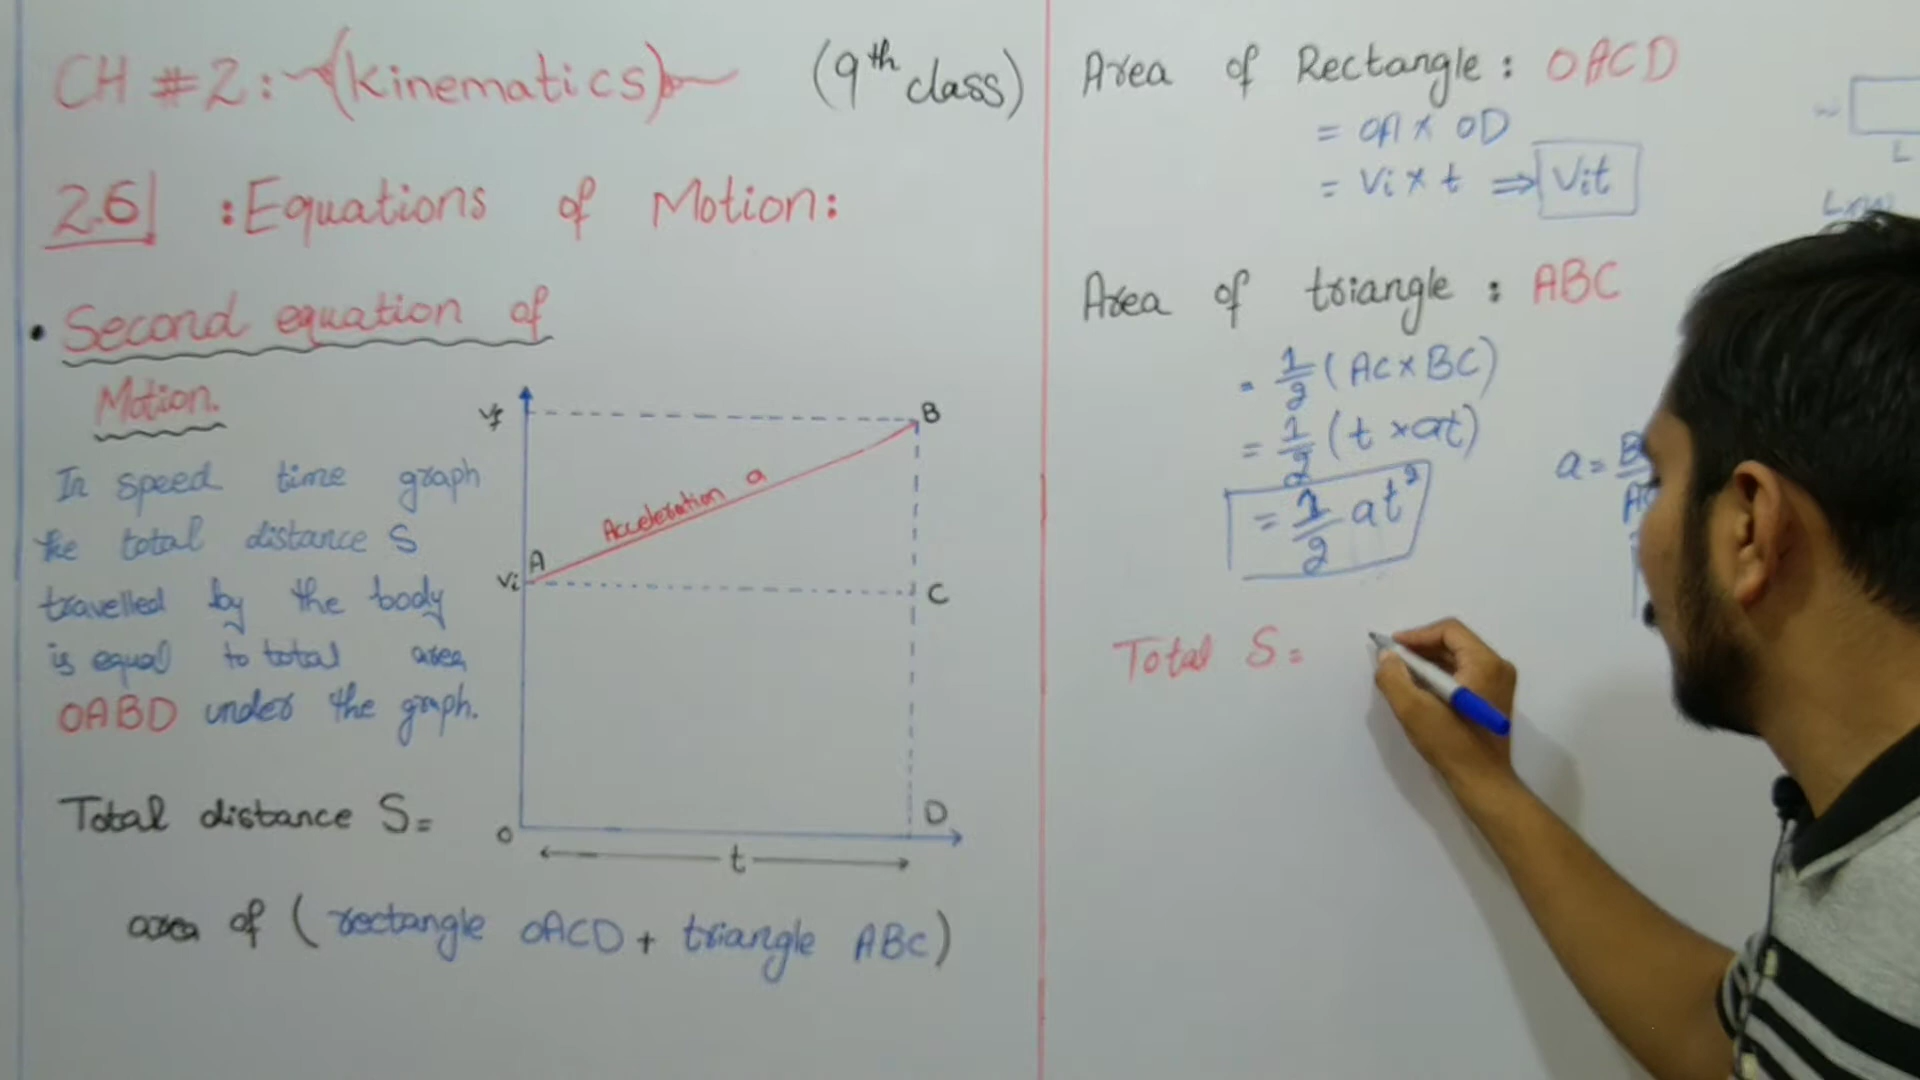 CH #2: (Kinematics) (9th class)
2.6 : Equations of Motion:
• Second equation of
Motion.
In speed time graph
the total distance S
travelled by the body
is equal to total area
OABD under the graph.
Total distance S=
area of ( rectangle OACD + triangle ABC)
Vf
B
Acceleration a
A
Vi
C
O
D
t
Area of Rectangle: OACD
= OA × OD
= Vi × t ⇒ Vit
L
Area of triangle : ABC
= 1/2 (AC × BC)
= 1/2 (t × at)
= 1/2 at²
a =
Total S=